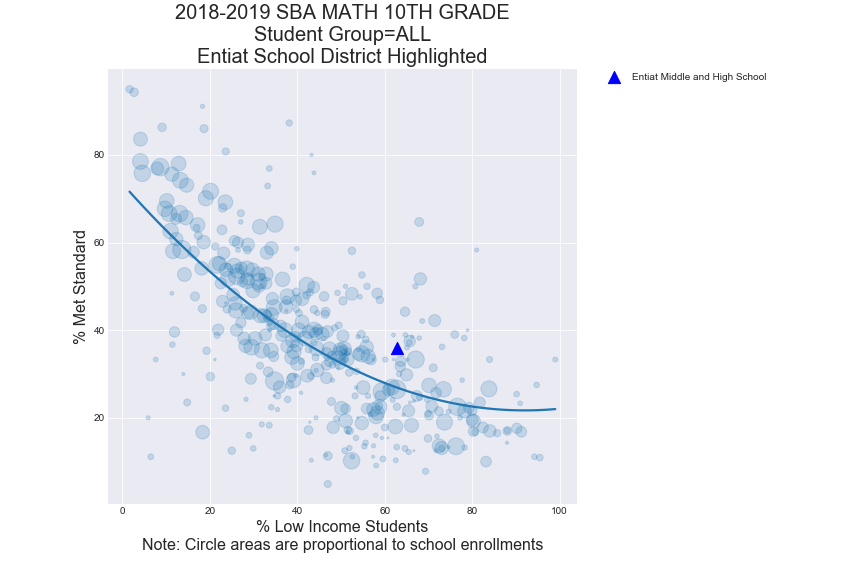 2018-2019 SBA MATH 10TH GRADE
Student Group=ALL
Entiat School District Highlighted
Entiat Middle and High School
% Met Standard
80
60
40
20
0 20 40 60 80 100
% Low Income Students
Note: Circle areas are proportional to school enrollments